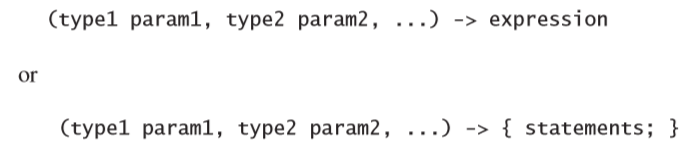 (type1 param1, type2 param2, ...) -> expression
or
(type1 param1, type2 param2, ...) -> { statements; }